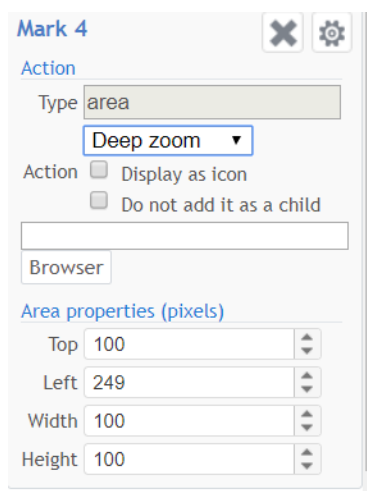 Mark 4
Action
Type area
Deep zoom
Action Display as icon
Do not add it as a child
Browser
Area properties (pixels)
Top 100
Left 249
Width 100
Height 100